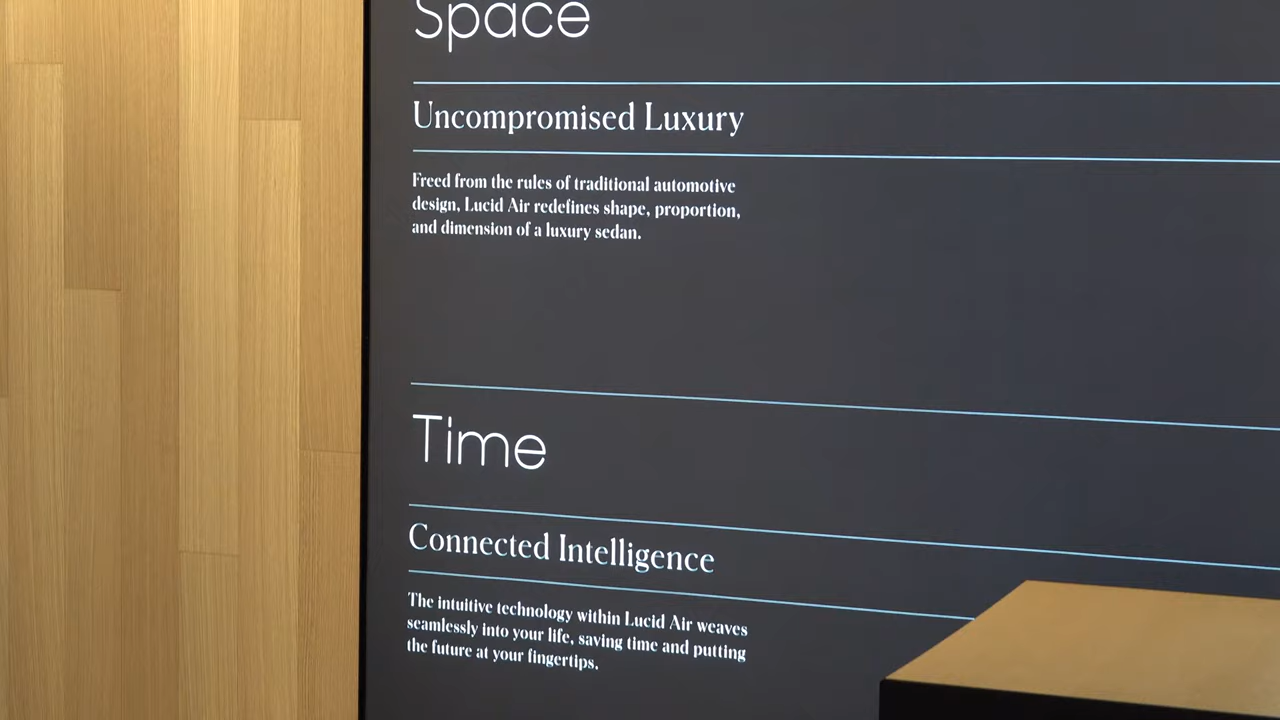 Space
Uncompromised Luxury
Freed from the rules of traditional automotive
design, Lucid Air redefines shape, proportion,
and dimension of a luxury sedan.
Time
Connected Intelligence
The intuitive technology within Lucid Air weaves
seamlessly into your life, saving time and putting
the future at your fingertips.